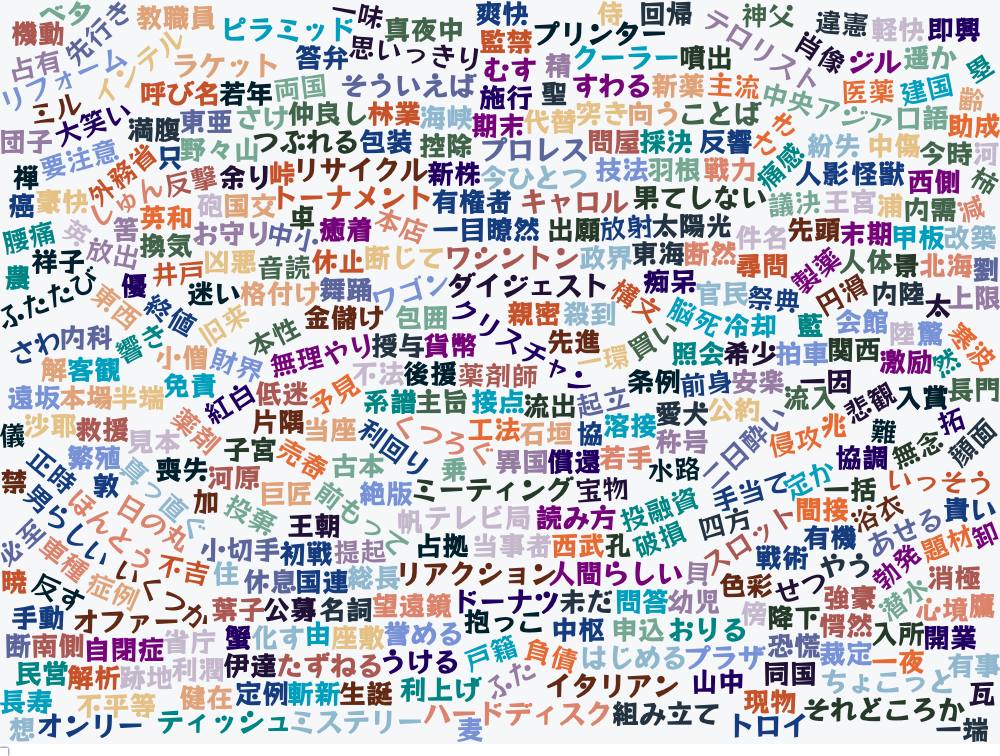 ベタ
機動
先行き
教職員
ピラミッド
一味
真夜中
爽快
侍
回帰
テロリスト
神父
違憲
軽快
即興
占有
リフォーム
インテル
ラケット
答弁
思いっきり
監禁
プリンター
クーラー
噴出
肖像
ジル
遥か
塁
ミル
呼び名
若年
両国
そういえば
むす
精
すわる
新薬
主流
中央アジア
医薬
建国
齢
団子
大笑い
満腹
東亜
さけ
仲良し
林業
海峡
施行
聖
期末
代替
突き
向う
ことば
口語
助成
要注意
只
野々山
つぶれる
包装
控除
プロレス
問屋
採決
反響
さき
紛失
中傷
今時
河
禅
外務省
じゅん
反撃
余り
峠
リサイクル
新株
今ひとつ
技法
羽根
戦力
痛感
人影
怪獣
西側
柿
癌
豪快
英和
砲
国交
トーナメント
有権者
キャロル
果てしない
議決
王宮
浦
内需
減
腰痛
英
筈
放出
換気
お守り
中小
卓
癒着
本店
一目瞭然
出願
放射
太陽光
件名
先頭
末期
甲板
改築
農
祥子
井戸
凶悪
音読
休止
断じて
ワシントン
政界
東海
断然
尋問
製薬
人体
景
北海
劉
ふたたび
優
迷い
格付け
舞踊
ワゴン
ダイジェスト
痴呆
横文
官民
祭典
円滑
内陸
太
上限
東西
終値
旧来
金儲け
包囲
クリスチャン
親密
殺到
脳死
冷却
藍
会館
陸
驚
寒波
さわ
内科
響き
小僧
財界
本性
無理やり
授与
貨幣
先進
一環
買い
照会
希少
拍車
関西
激励
然
解
客観
免責
紅白
低迷
予見
不法
後援
薬剤師
条例
前身
安楽
一因
流入
悲観
入賞
長門
遠坂
本場
半端
系譜
主旨
接点
流出
起立
愛犬
公約
二日酔い
侵攻
兆
難
無念
拓
顔面
儀
沙耶
救援
見本
薬剤
片隅
当座
利回り
くつろぐ
工法
石垣
協
溶接
称号
子宮
売春
古本
乗
異国
償還
若手
水路
協調
禁
正時
繁殖
敦
真っ直ぐ
喪失
河原
巨匠
前もって
絶版
ミーティング
宝物
手当て
定か
一括
いっそう
男らしい
ほんとう
日の丸
加
投棄
王朝
帆
テレビ局
読み方
投融資
四方
スロット
間接
浴衣
貴い
必至
車種
いくつか
不吉
小切手
初戦
提起
占拠
当事者
西武
孔
破損
戦術
有機
あせる
題材
卸
暁
反す
症例
住
休息
国連
総長
リアクション
人間らしい
貝
色彩
せつ
やう
勃発
潜水
消極
手動
オファー
葉子
公募
名詞
望遠鏡
ドーナツ
未だ
問答
幼児
傍
降下
強豪
愕然
心境
鷹
断
南側
自閉症
省庁
蟹
化す
由
座敷
誉める
抱っこ
中枢
申込
おりる
恐慌
裁定
入所
開業
民営
解析
跡地
利潤
伊達
たずねる
うける
戸籍
負債
はじめる
プラザ
同国
一夜
有事
長寿
不平等
健在
定例
斬新
生誕
利上げ
ふた
イタリアン
山中
現物
ちょこっと
瓦
想
オンリー
ティッシュ
ミステリー
ハードディスク
麦
組み立て
トロイ
それどころか
一端